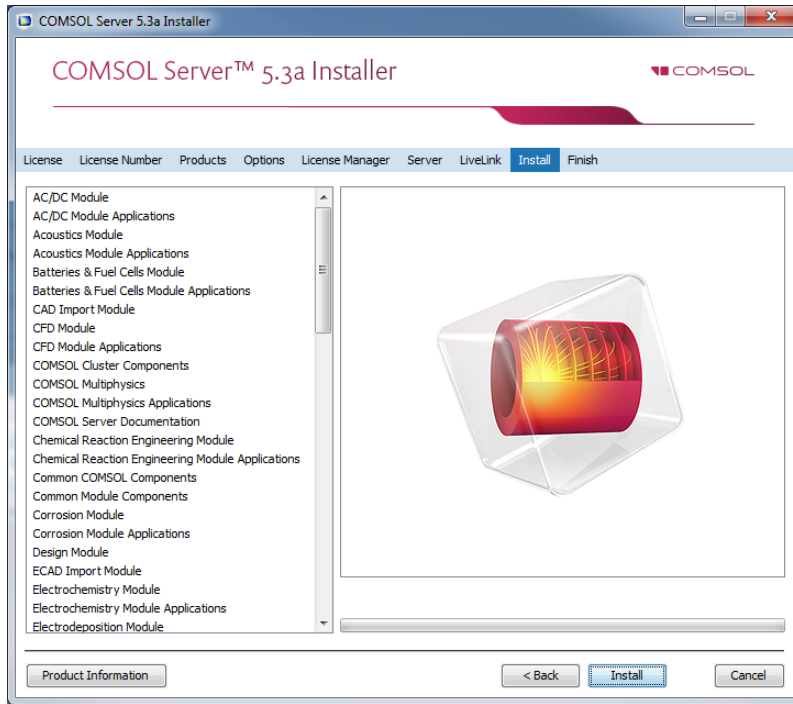 COMSOL Server 5.3a Installer
COMSOL Server™ 5.3a Installer
COMSOL
License License Number Products Options License Manager Server LiveLink Install Finish
AC/DC Module
AC/DC Module Applications
Acoustics Module
Acoustics Module Applications
Batteries & Fuel Cells Module
Batteries & Fuel Cells Module Applications
CAD Import Module
CFD Module
CFD Module Applications
COMSOL Cluster Components
COMSOL Multiphysics
COMSOL Multiphysics Applications
COMSOL Server Documentation
Chemical Reaction Engineering Module
Chemical Reaction Engineering Module Applications
Common COMSOL Components
Common Module Components
Corrosion Module
Corrosion Module Applications
Design Module
ECAD Import Module
Electrochemistry Module
Electrochemistry Module Applications
Electrodeposition Module
Product Information < Back Install Cancel